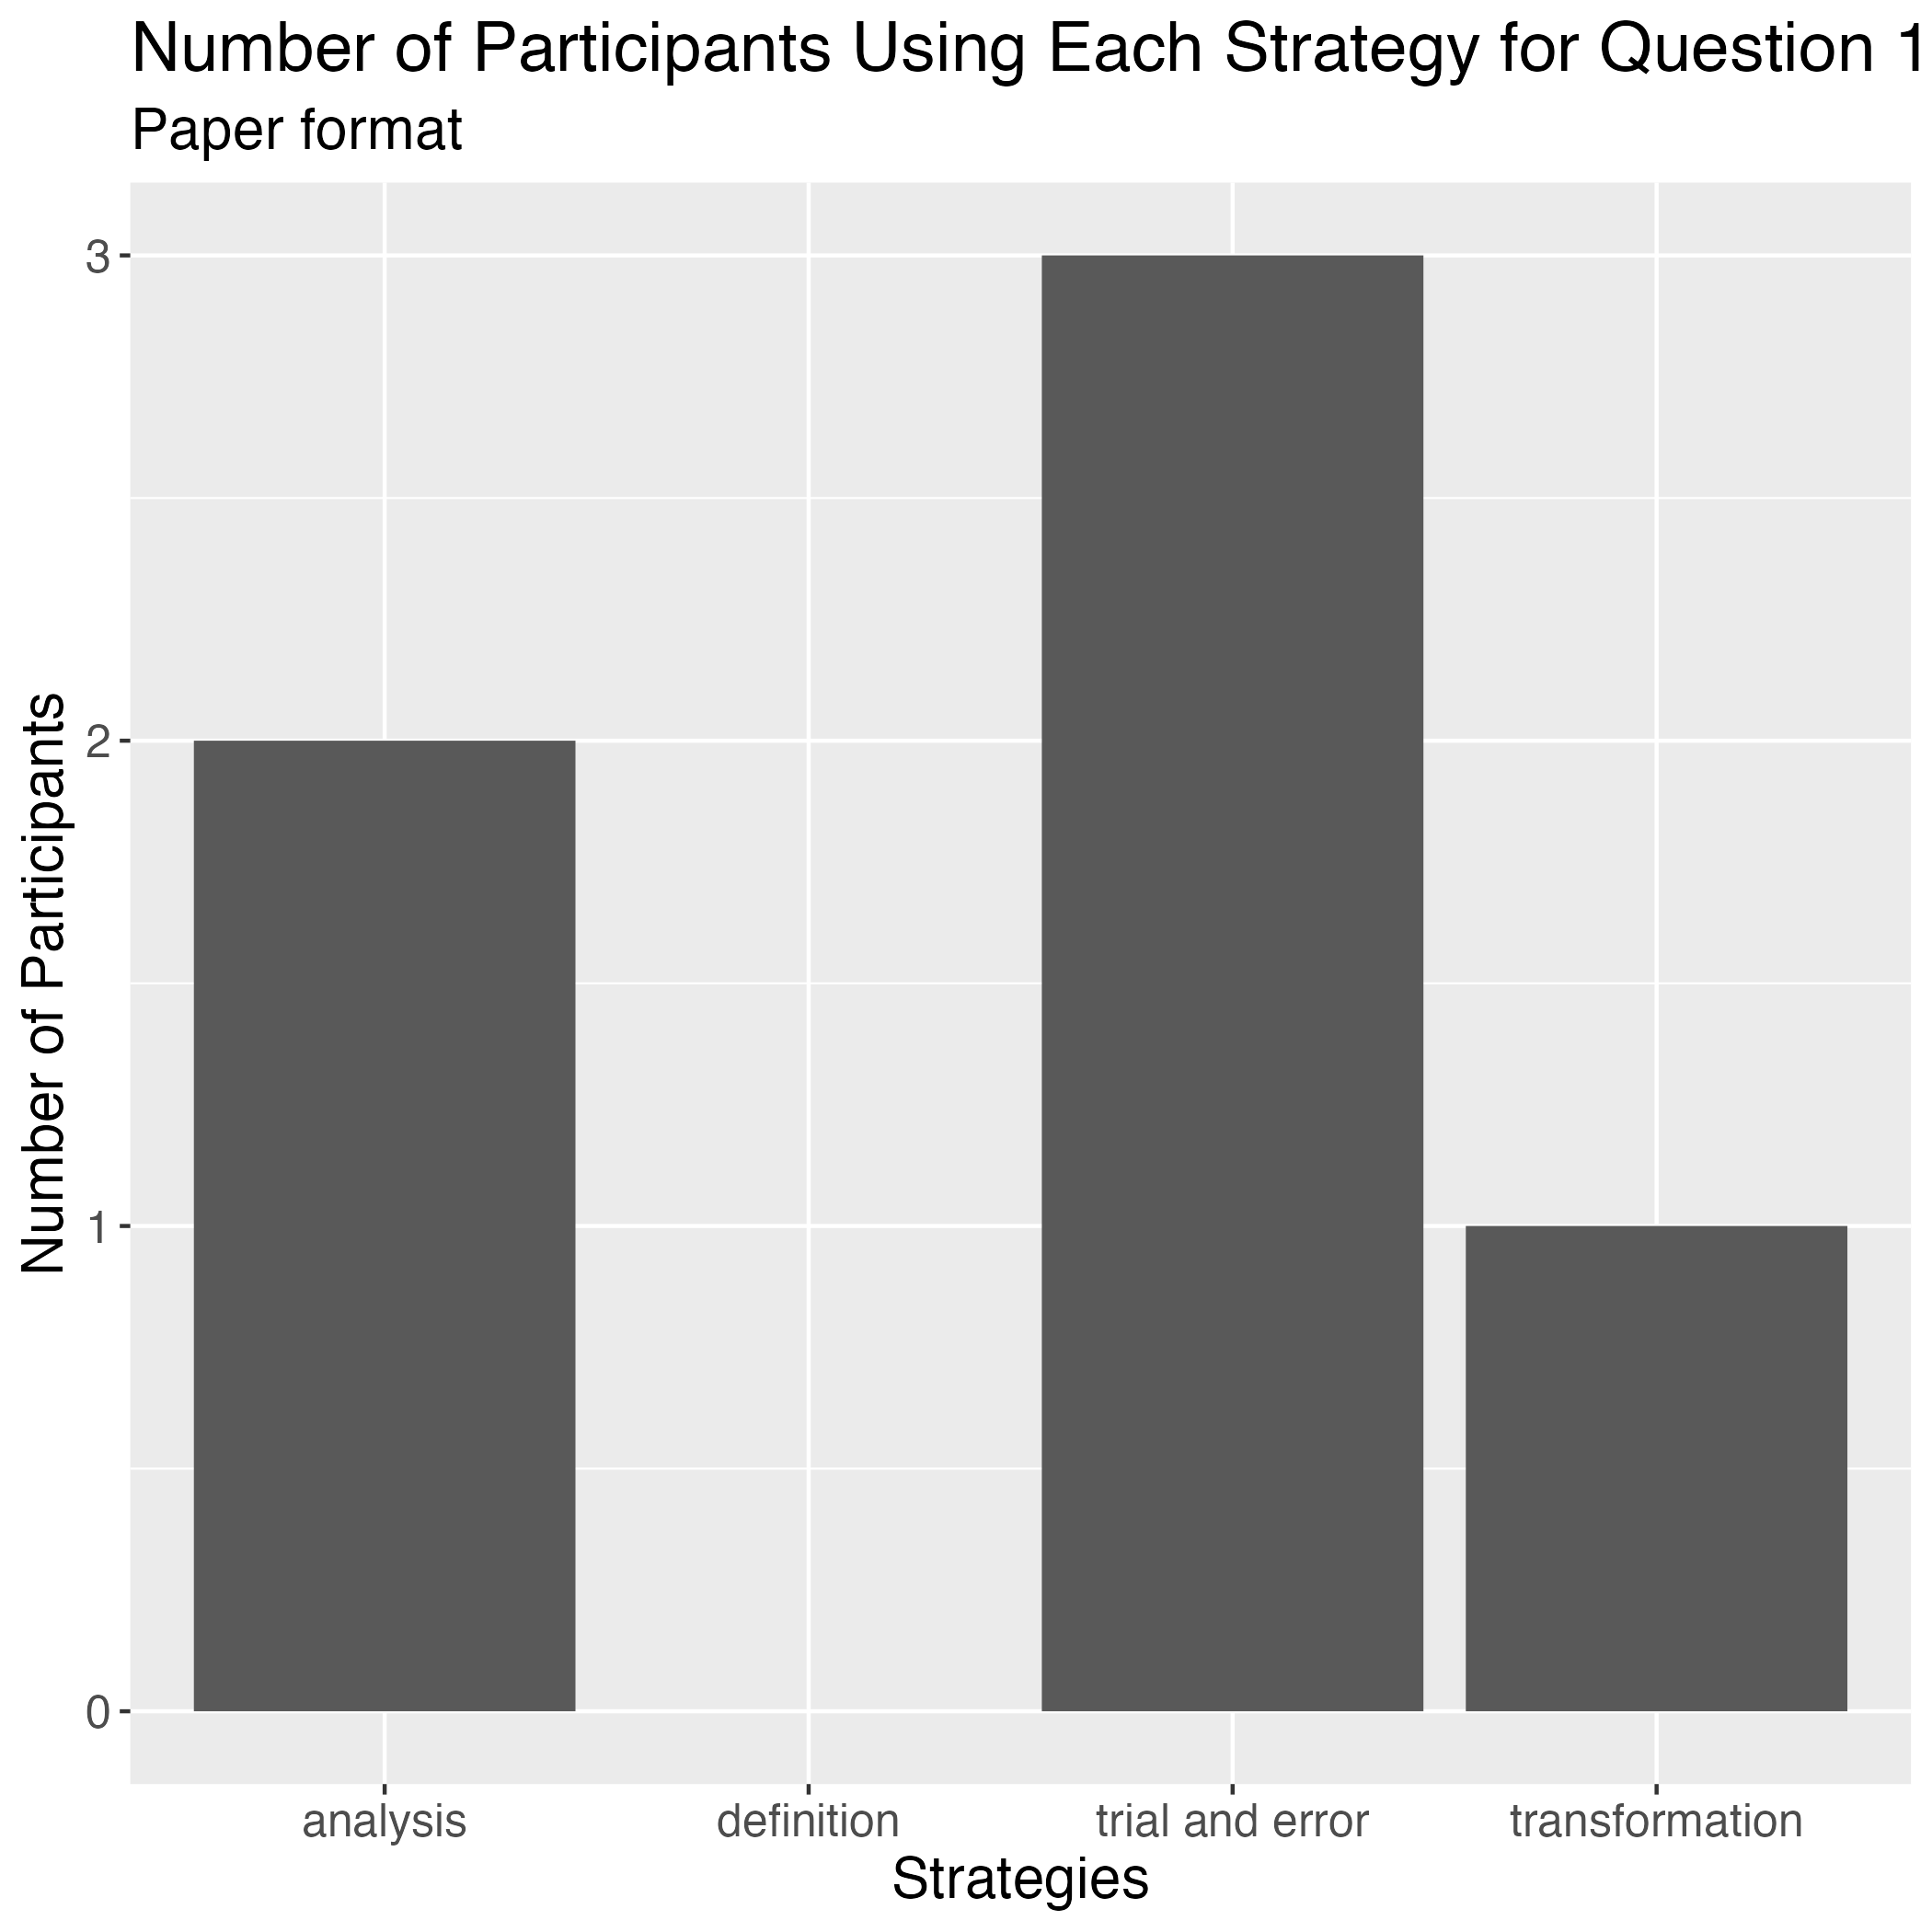 Number of Participants Using Each Strategy for Question 1
Paper format
Number of Participants
3
2
1
0
analysis
definition
trial and error
transformation
Strategies